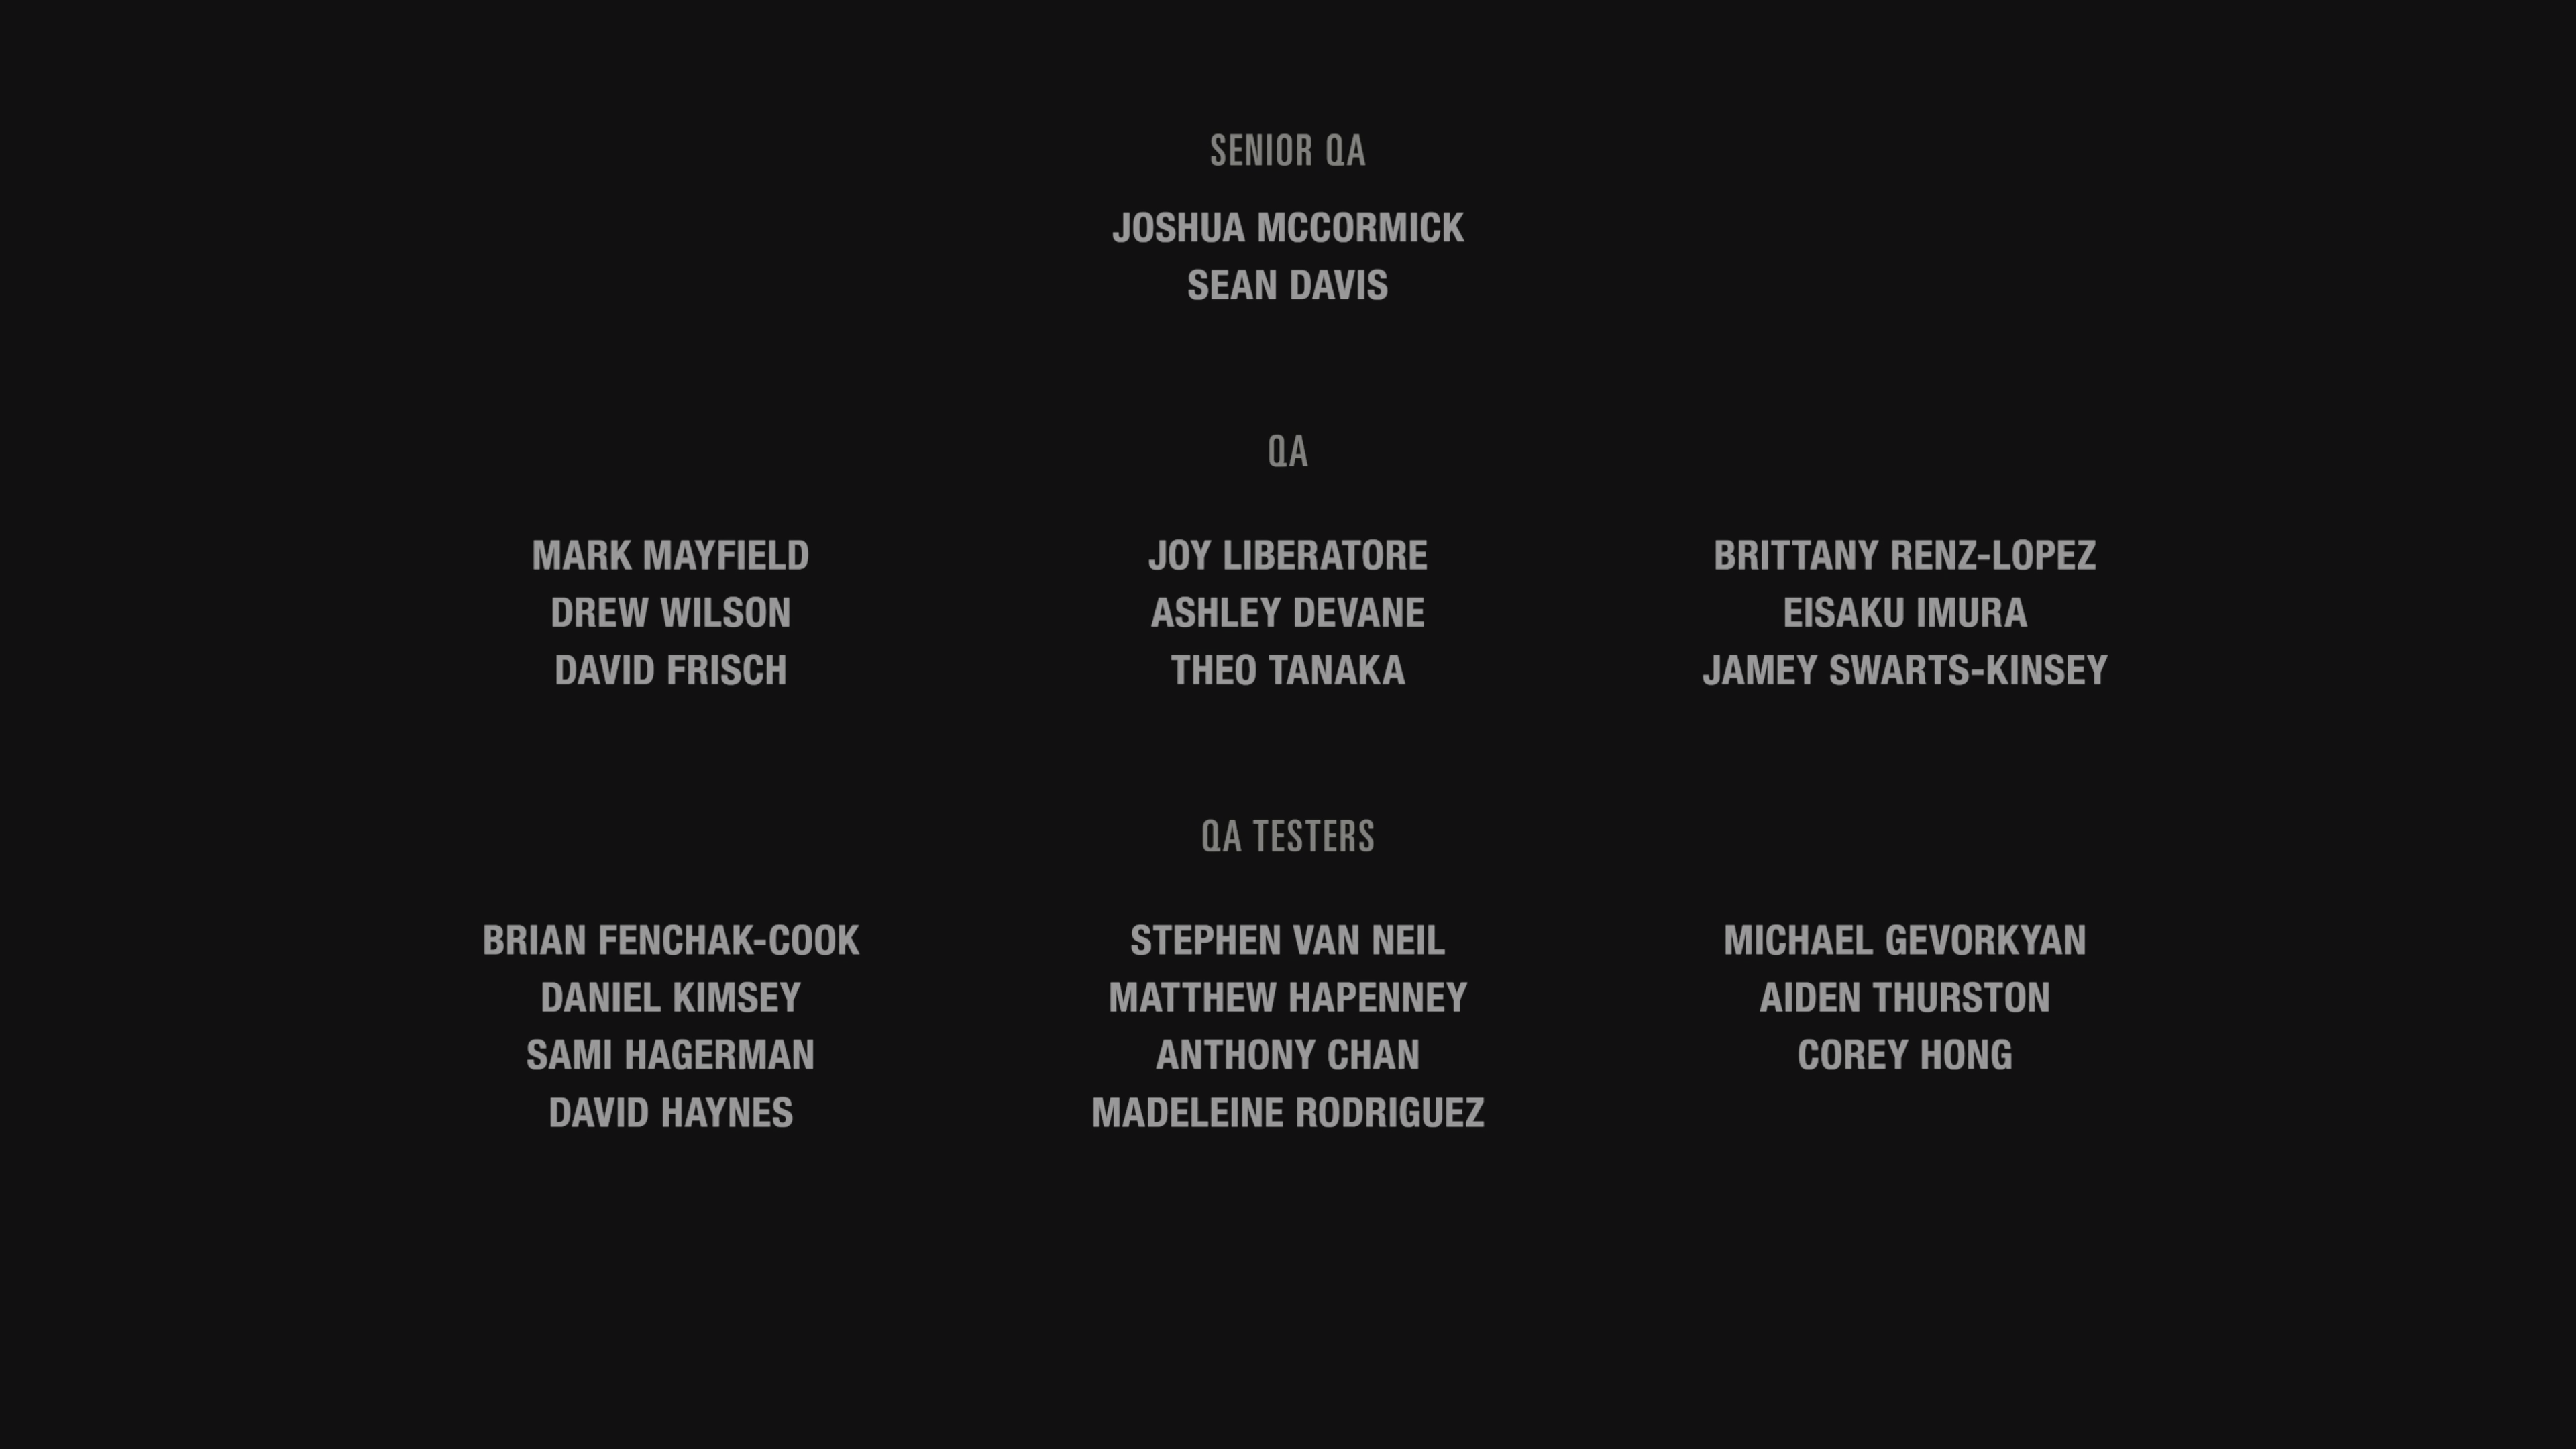 SENIOR QA
JOSHUA MCCORMICK
SEAN DAVIS
QA
MARK MAYFIELD
DREW WILSON
DAVID FRISCH
JOY LIBERATORE
ASHLEY DEVANE
THEO TANAKA
BRITTANY RENZ-LOPEZ
EISAKU IMURA
JAMEY SWARTS-KINSEY
QA TESTERS
BRIAN FENCHAK-COOK
DANIEL KIMSEY
SAMI HAGERMAN
DAVID HAYNES
STEPHEN VAN NEIL
MATTHEW HAPENNEY
ANTHONY CHAN
MADELEINE RODRIGUEZ
MICHAEL GEVORKYAN
AIDEN THURSTON
COREY HONG